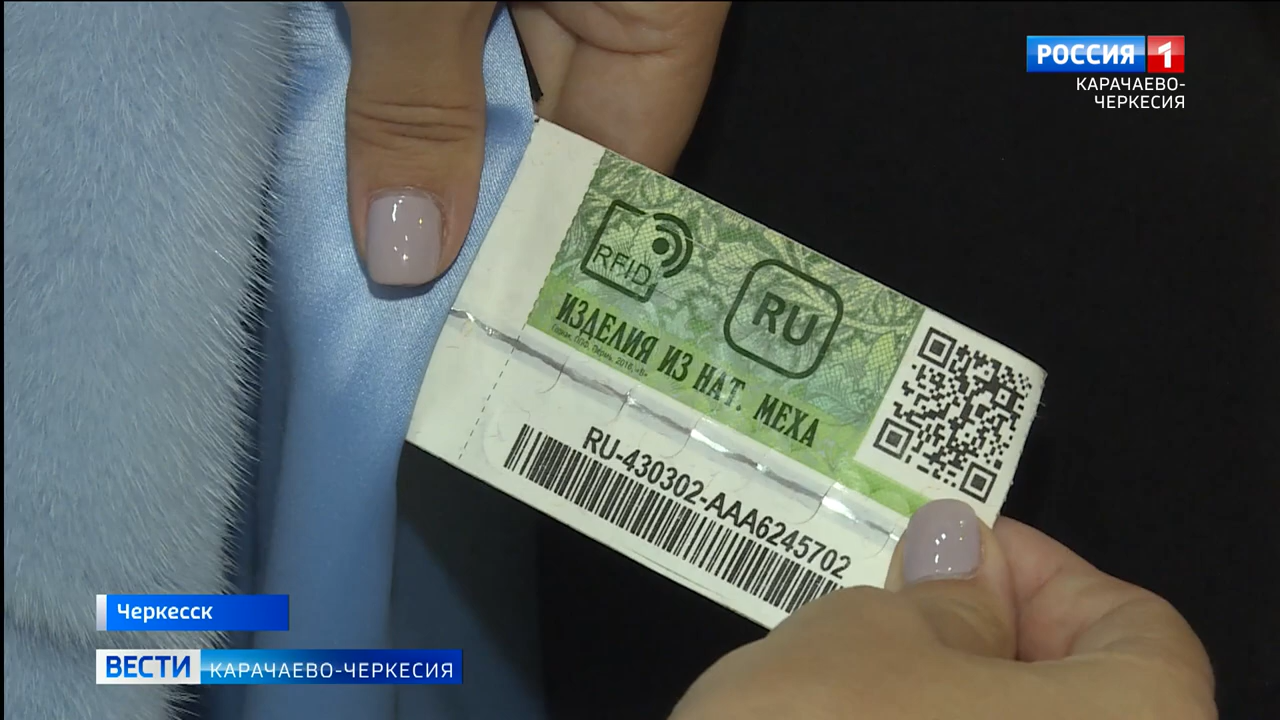 РОССИЯ 1
КАРАЧАЕВО-
ЧЕРКЕСИЯ
RFID
RU
ИЗДЕЛИЯ ИЗ НАТ. МЕХА
RU-430302-AAA6245702
Черкесск
ВЕСТИ КАРАЧАЕВО-ЧЕРКЕСИЯ